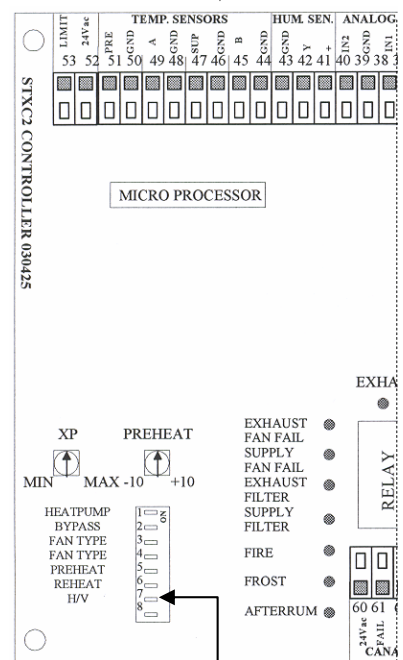 TEMP. SENSORS HUM. SEN. ANALOG
LIMIT 24Vac PRE GND A GND SUP GND B GND GND Y + IN2 GND IN1
53 52 51 50 49 48 47 46 45 44 43 42 41 40 39 38
STXC2 CONTROLLER 030425
MICRO PROCESSOR
EXHA
XP PREHEAT
MIN MAX -10 +10
EXHAUST
FAN FAIL
SUPPLY
FAN FAIL
EXHAUST
FILTER
SUPPLY
FILTER
FIRE
FROST
AFTERRUM
RELAY
HEATPUMP 1 ON
BYPASS 2
FAN TYPE 3
FAN TYPE 4
PREHEAT 5
REHEAT 6
H/V 7
8
60 61
24Vac FAIL
CANA